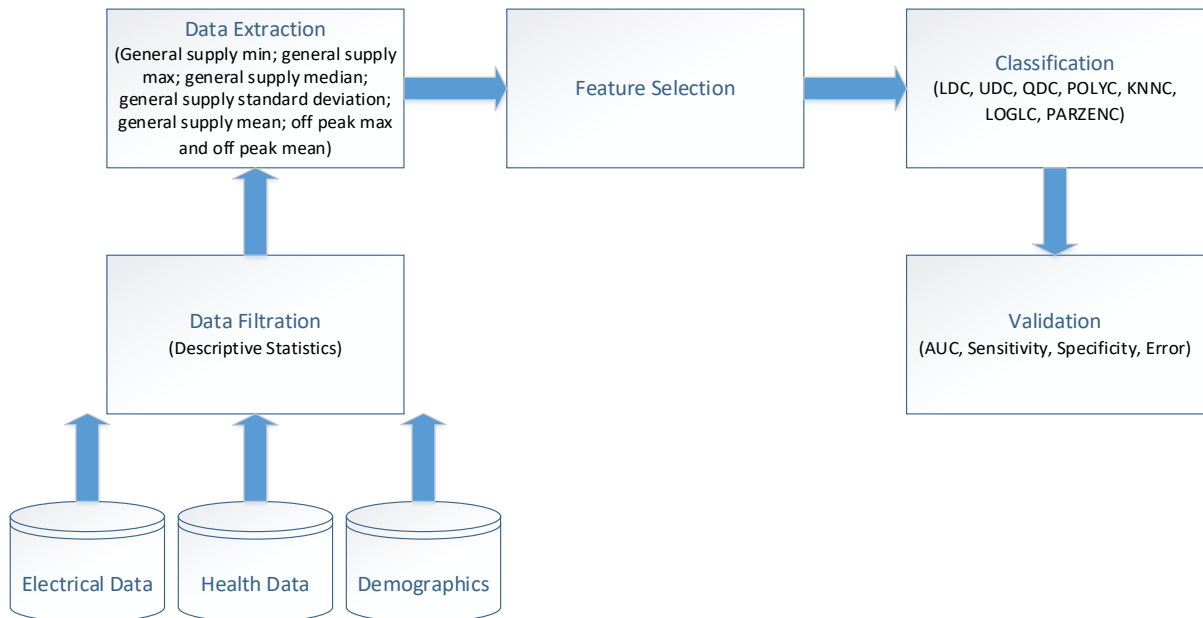 Data Extraction
(General supply min; general supply
max; general supply median;
general supply standard deviation;
general supply mean; off peak max
and off peak mean)
Feature Selection
Classification
(LDC, UDC, QDC, POLYC, KNNC,
LOGLC, PARZENC)
Data Filtration
(Descriptive Statistics)
Validation
(AUC, Sensitivity, Specificity, Error)
Electrical Data
Health Data
Demographics